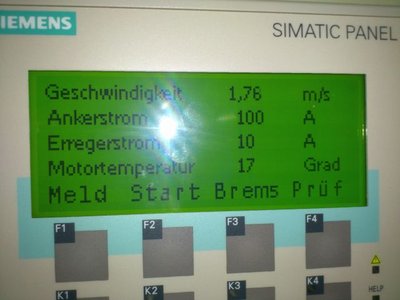 SIEMENS
SIMATIC PANEL
Geschwindigkeit 1,76 m/s
Ankerstrom 100 A
Erregerstrom 10 A
Motortemperatur 17 Grad
Meld Start Brems Prüf
F1 F2 F3 F4
K1 K2 K3 K4
HELP